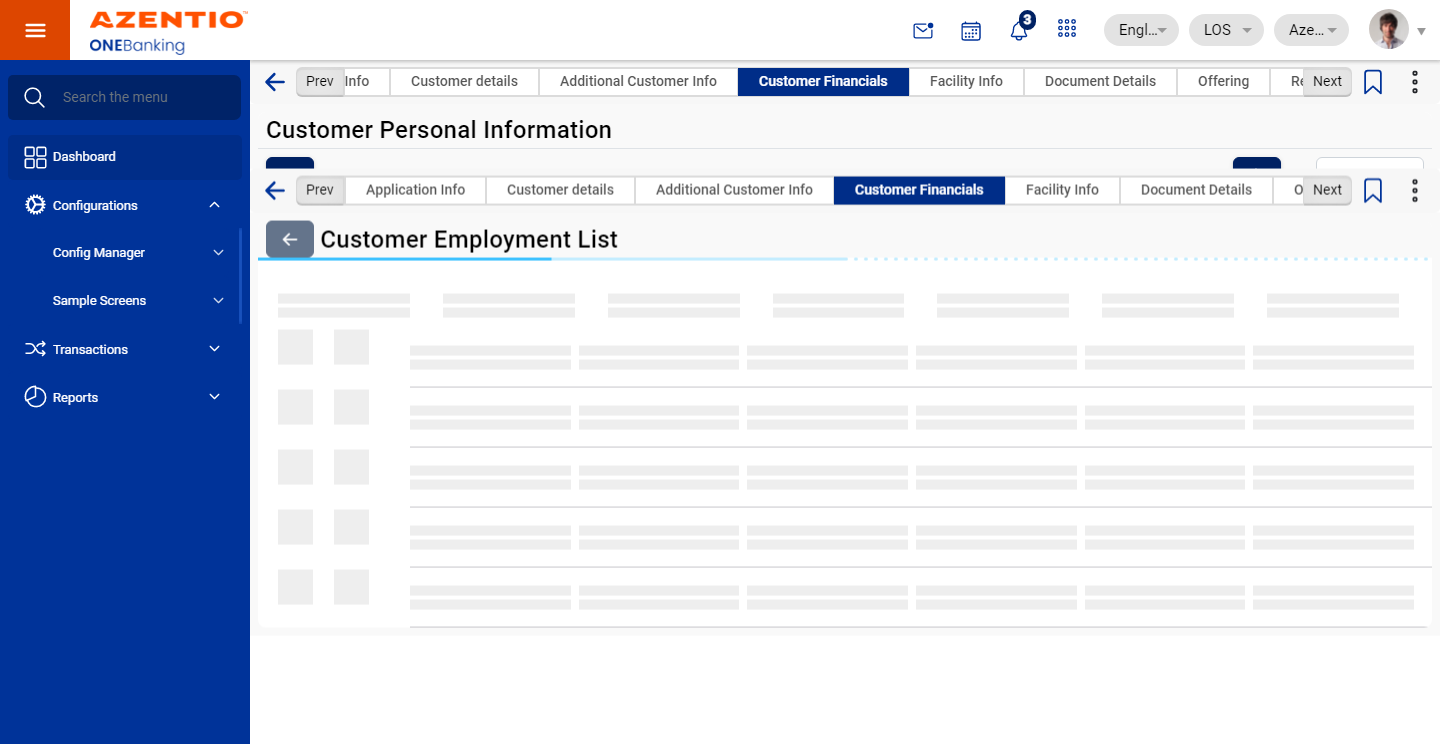 AZENTIO™
ONEBanking
3
Engl...
LOS
Aze...
Search the menu
Dashboard
Configurations
Config Manager
Sample Screens
Transactions
Reports
Prev
Info
Customer details
Additional Customer Info
Customer Financials
Facility Info
Document Details
Offering
Re
Next
Customer Personal Information
Prev
Application Info
Customer details
Additional Customer Info
Customer Financials
Facility Info
Document Details
O
Next
Customer Employment List